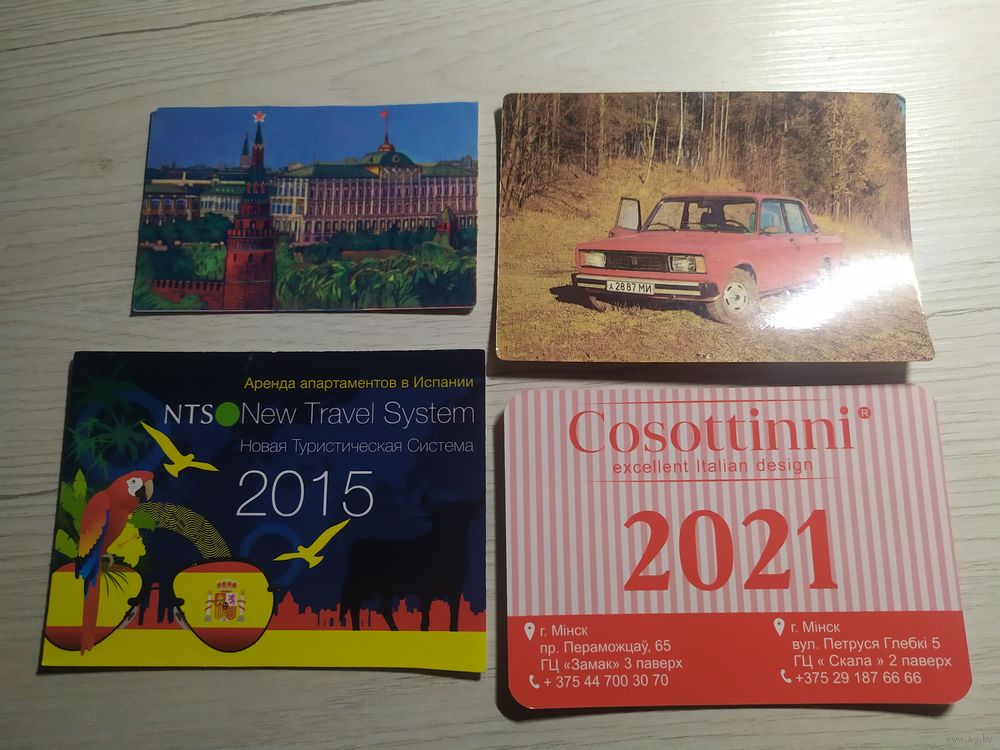 А 28 87 МИ
Аренда апартаментов в Испании
NTS New Travel System
Новая Туристическая Система
2015
Cosottinni®
excellent Italian design
2021
г. Мінск
пр. Пераможцаў, 65
ГЦ «Замак» 3 паверх
+ 375 44 700 30 70
г. Мінск
вул. Петруся Глебкі 5
ГЦ « Скала » 2 паверх
+375 29 187 66 66
www.ay.by